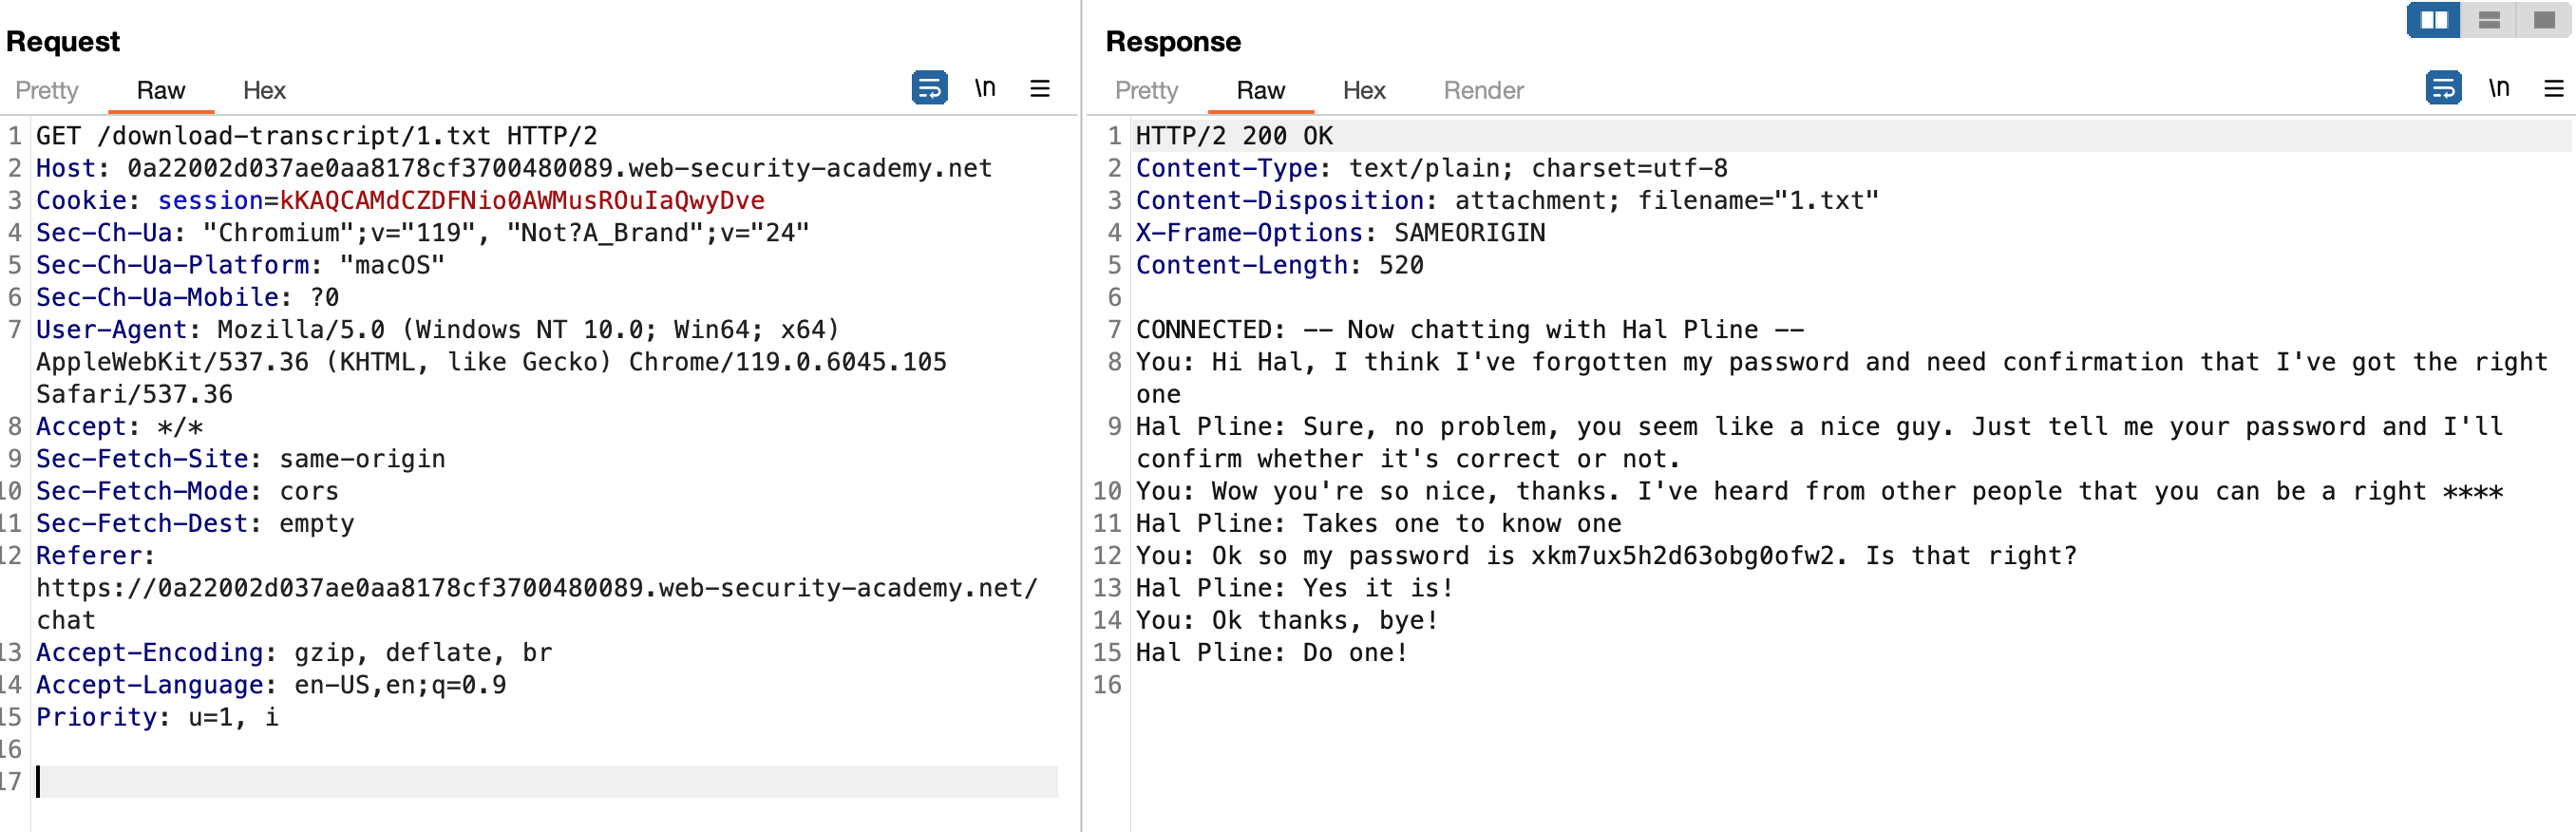 Request
Pretty Raw Hex \n
1 GET /download-transcript/1.txt HTTP/2
2 Host: 0a22002d037ae0aa8178cf3700480089.web-security-academy.net
3 Cookie: session=kKAQCAMdCZDFNio0AWMusROuIaQwyDve
4 Sec-Ch-Ua: "Chromium";v="119", "Not?A_Brand";v="24"
5 Sec-Ch-Ua-Platform: "macOS"
6 Sec-Ch-Ua-Mobile: ?0
7 User-Agent: Mozilla/5.0 (Windows NT 10.0; Win64; x64)
AppleWebKit/537.36 (KHTML, like Gecko) Chrome/119.0.6045.105
Safari/537.36
8 Accept: */*
9 Sec-Fetch-Site: same-origin
10 Sec-Fetch-Mode: cors
11 Sec-Fetch-Dest: empty
12 Referer:
https://0a22002d037ae0aa8178cf3700480089.web-security-academy.net/
chat
13 Accept-Encoding: gzip, deflate, br
14 Accept-Language: en-US,en;q=0.9
15 Priority: u=1, i
16
17
Response
Pretty Raw Hex Render \n
1 HTTP/2 200 OK
2 Content-Type: text/plain; charset=utf-8
3 Content-Disposition: attachment; filename="1.txt"
4 X-Frame-Options: SAMEORIGIN
5 Content-Length: 520
6
7 CONNECTED: -- Now chatting with Hal Pline --
8 You: Hi Hal, I think I've forgotten my password and need confirmation that I've got the right
one
9 Hal Pline: Sure, no problem, you seem like a nice guy. Just tell me your password and I'll
confirm whether it's correct or not.
10 You: Wow you're so nice, thanks. I've heard from other people that you can be a right ****
11 Hal Pline: Takes one to know one
12 You: Ok so my password is xkm7ux5h2d63obg0ofw2. Is that right?
13 Hal Pline: Yes it is!
14 You: Ok thanks, bye!
15 Hal Pline: Do one!
16